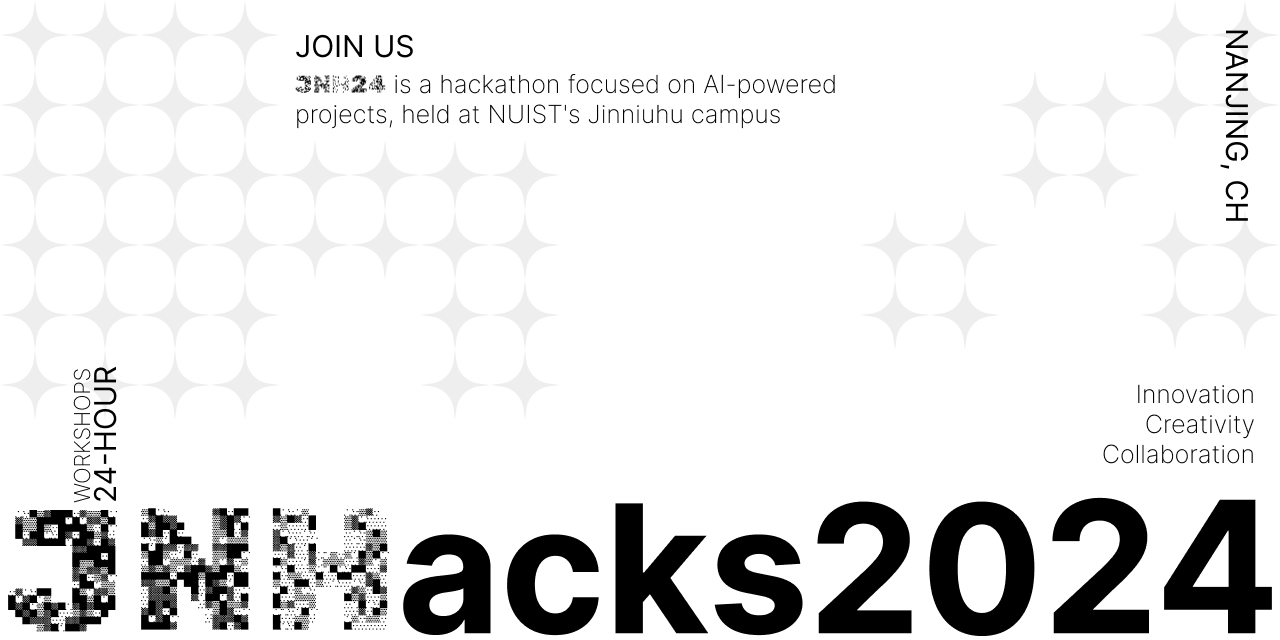 JOIN US
JNH24 is a hackathon focused on AI-powered
projects, held at NUIST's Jinniuhu campus
NANJING, CH
WORKSHOPS
24-HOUR
Innovation
Creativity
Collaboration
JNHacks2024